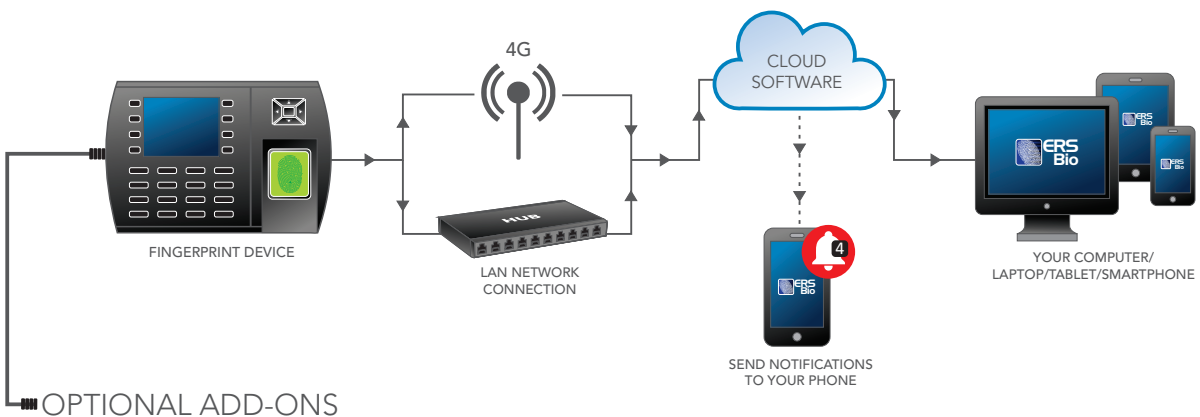 4G
CLOUD
SOFTWARE
ERS
Bio
ERS
Bio
ERS
Bio
HUB
FINGERPRINT DEVICE
LAN NETWORK
CONNECTION
4
ERS
Bio
YOUR COMPUTER/
LAPTOP/TABLET/SMARTPHONE
SEND NOTIFICATIONS
TO YOUR PHONE
OPTIONAL ADD-ONS